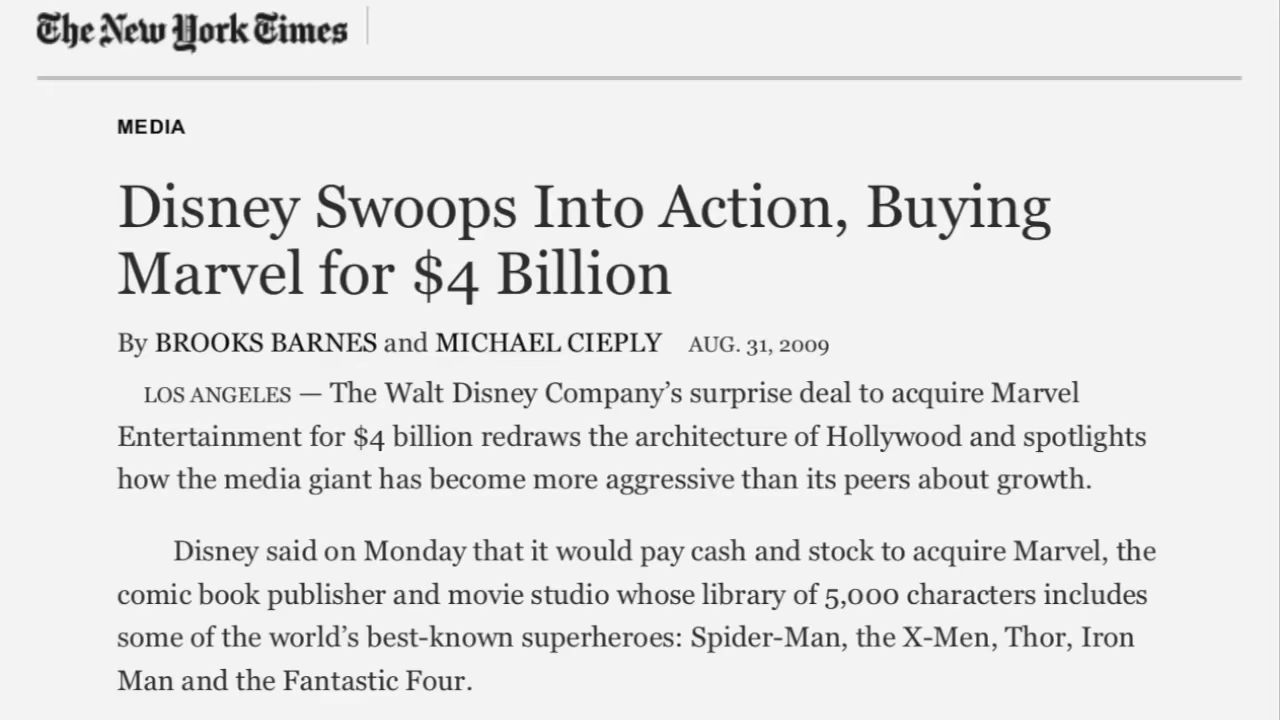 The New York Times
MEDIA
Disney Swoops Into Action, Buying
Marvel for $4 Billion
By BROOKS BARNES and MICHAEL CIEPLY AUG. 31, 2009
LOS ANGELES — The Walt Disney Company’s surprise deal to acquire Marvel
Entertainment for $4 billion redraws the architecture of Hollywood and spotlights
how the media giant has become more aggressive than its peers about growth.
Disney said on Monday that it would pay cash and stock to acquire Marvel, the
comic book publisher and movie studio whose library of 5,000 characters includes
some of the world’s best-known superheroes: Spider-Man, the X-Men, Thor, Iron
Man and the Fantastic Four.